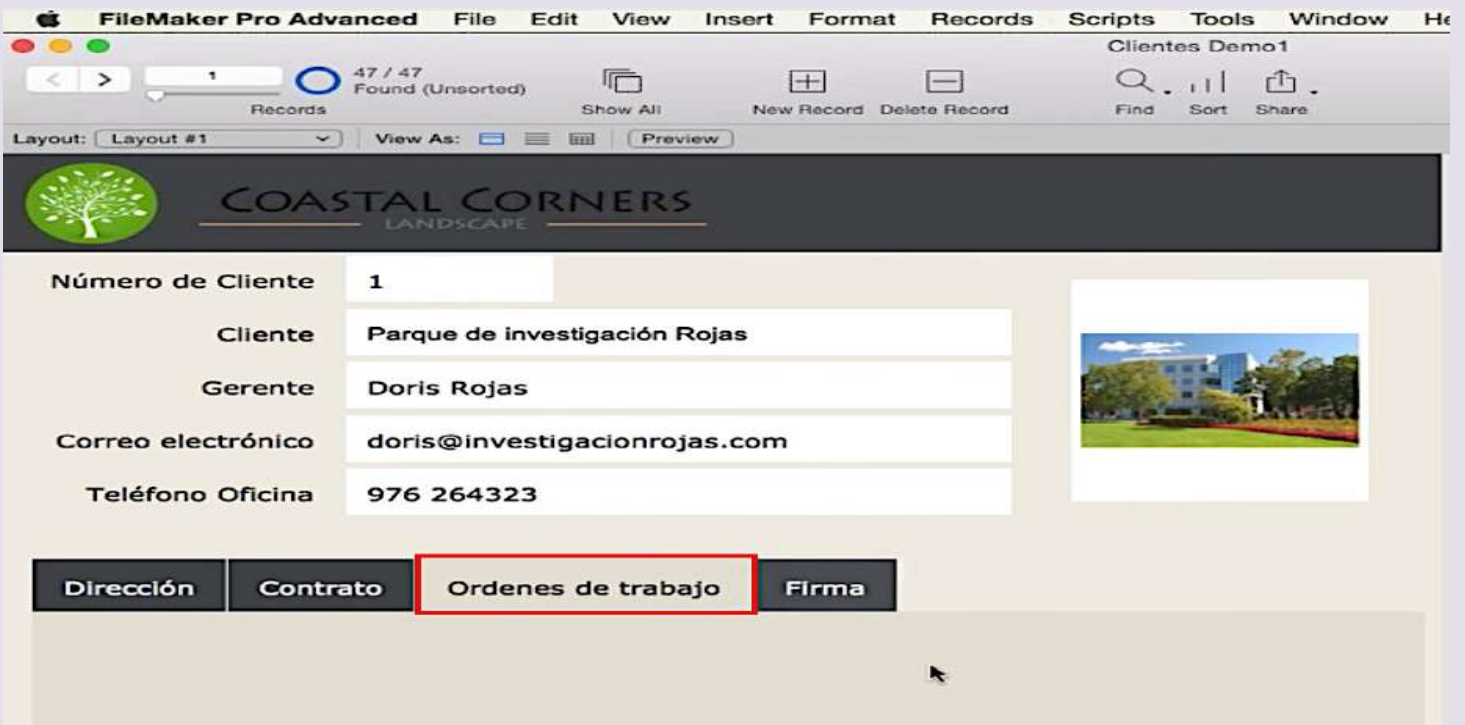 FileMaker Pro Advanced File Edit View Insert Format Records Scripts Tools Window
Clientes Demo1
1
47 / 47
Found (Unsorted)
Records Show All New Record Delete Record Find Sort Share
Layout: Layout #1 View As: Preview
COASTAL CORNERS
LANDSCAPE
Número de Cliente 1
Cliente Parque de investigación Rojas
Gerente Doris Rojas
Correo electrónico doris@investigacionrojas.com
Teléfono Oficina 976 264323
Dirección Contrato Ordenes de trabajo Firma